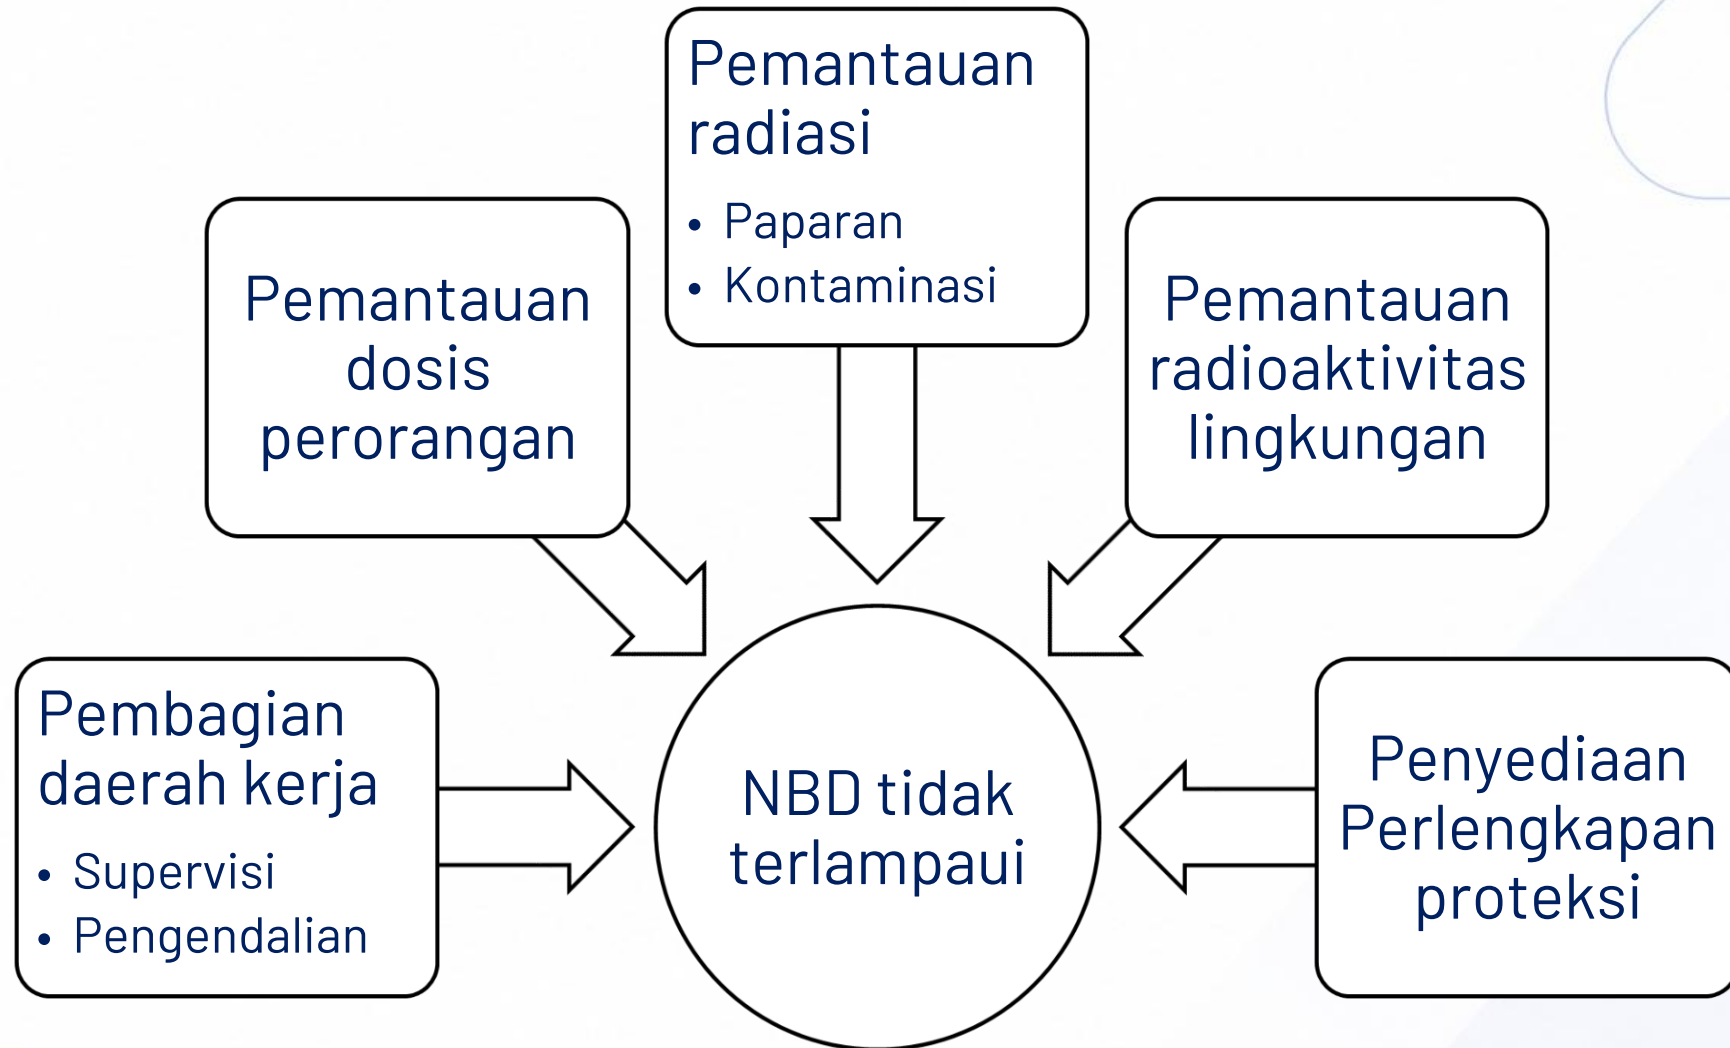 Pemantauan
radiasi
• Paparan
• Kontaminasi
Pemantauan
dosis
perorangan
Pemantauan
radioaktivitas
lingkungan
Pembagian
daerah kerja
• Supervisi
• Pengendalian
NBD tidak
terlampaui
Penyediaan
Perlengkapan
proteksi